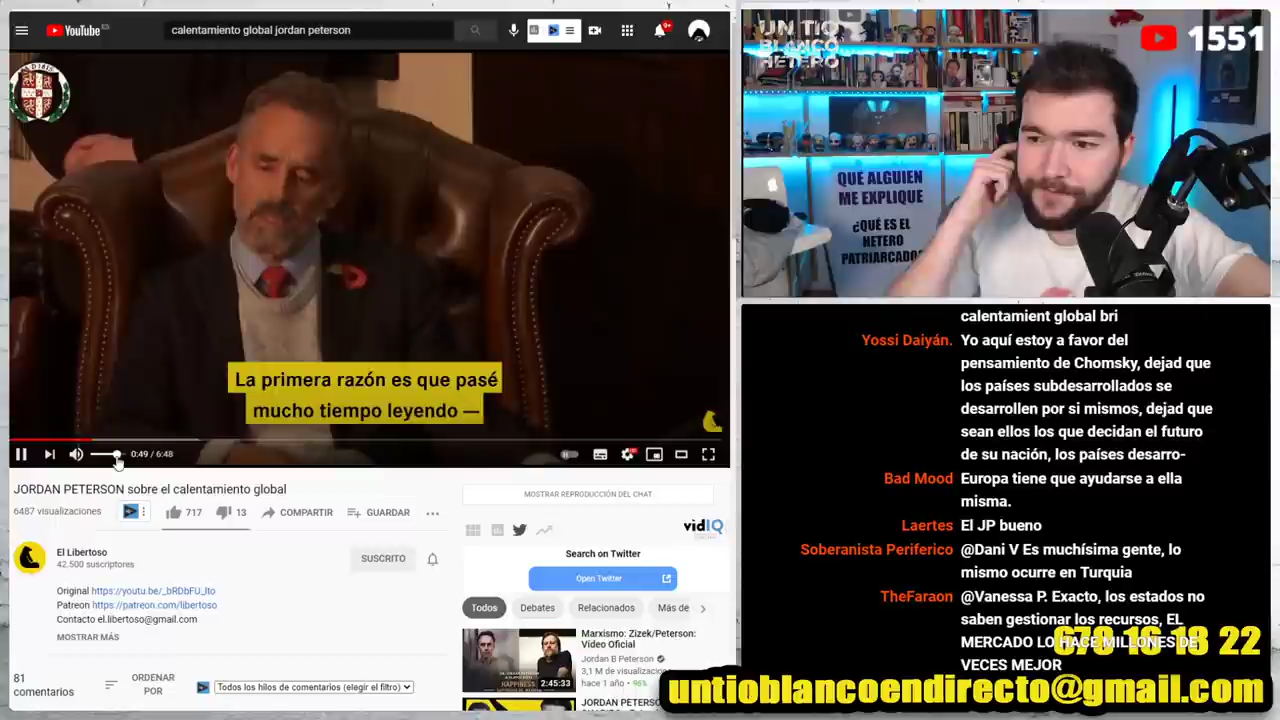 YouTube
ES
calentamiento global jordan peterson
9+
La primera razón es que pasé
mucho tiempo leyendo —
0:49 / 6:48
JORDAN PETERSON sobre el calentamiento global
6487 visualizaciones
717
13
COMPARTIR
GUARDAR
El Libertoso
42.500 suscriptores
SUSCRITO
Original https://youtu.be/_bRDbFU_lto
Patreon https://patreon.com/libertoso
Contacto el.libertoso@gmail.com
MOSTRAR MÁS
81
comentarios
ORDENAR
POR
Todos los hilos de comentarios (elegir el filtro)
MOSTRAR REPRODUCCIÓN DEL CHAT
vidIQ
Search on Twitter
Open Twitter
Todos
Debates
Relacionados
Más de
HAPPINESS
2:45:33
Marxismo: Zizek/Peterson:
Vídeo Oficial
Jordan B Peterson
3,1 M de visualizacio
hace 1 año • 96%
UN TIO
BLANCO
HETERO
1551
QUE ALGUIEN
ME EXPLIQUE
¿QUÉ ES EL
HETERO
PATRIARCADO
calentamient global bri
Yossi Daiyán. Yo aquí estoy a favor del
pensamiento de Chomsky, dejad que
los países subdesarrollados se
desarrollen por si mismos, dejad que
sean ellos los que decidan el futuro
de su nación, los países desarro-
Bad Mood Europa tiene que ayudarse a ella
misma.
Laertes El JP bueno
Soberanista Periferico @Dani V Es muchísima gente, lo
mismo ocurre en Turquia
TheFaraon @Vanessa P. Exacto, los estados no
saben gestionar los recursos, EL
MERCADO LO HACE MILLONES DE
VECES MEJOR
untioblancoendirecto@gmail.com